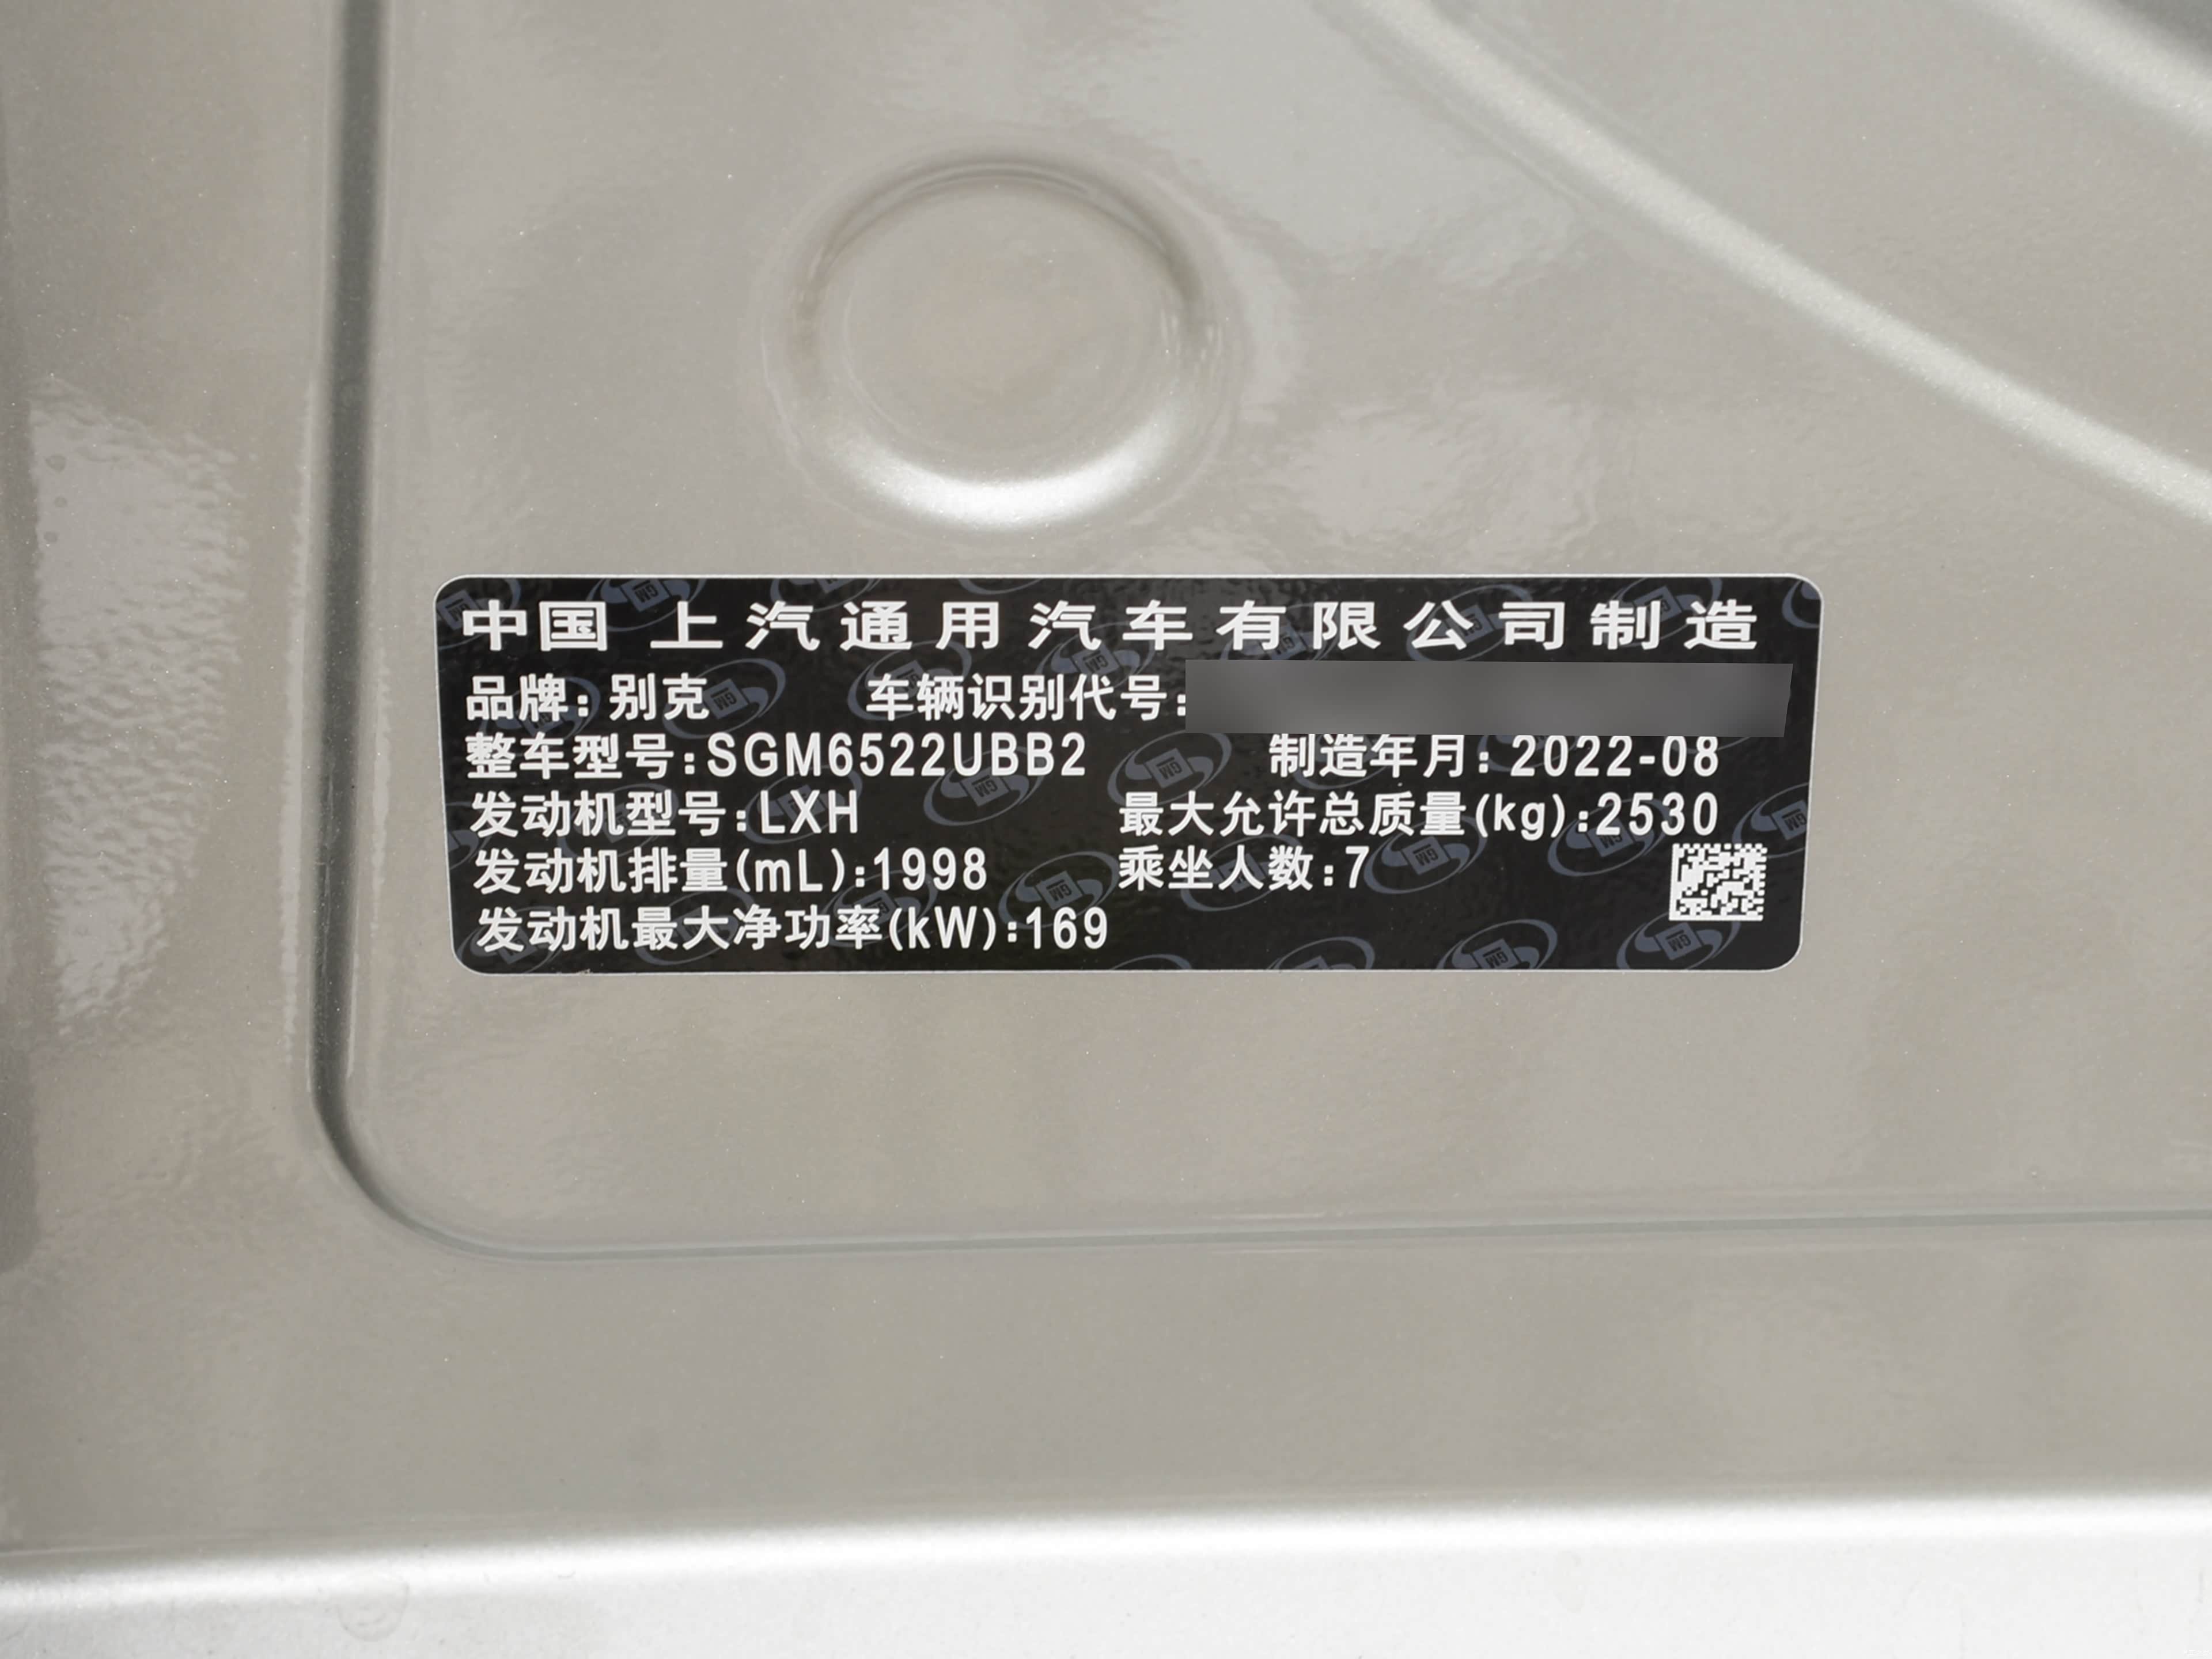 中国 上汽通用汽车有限公司制造
品牌: 别克 车辆识别代号:
整车型号:SGM6522UBB2 制造年月: 2022-08
发动机型号:LXH 最大允许总质量(kg):2530
发动机排量(mL):1998 乘坐人数:7
发动机最大净功率(kW):169